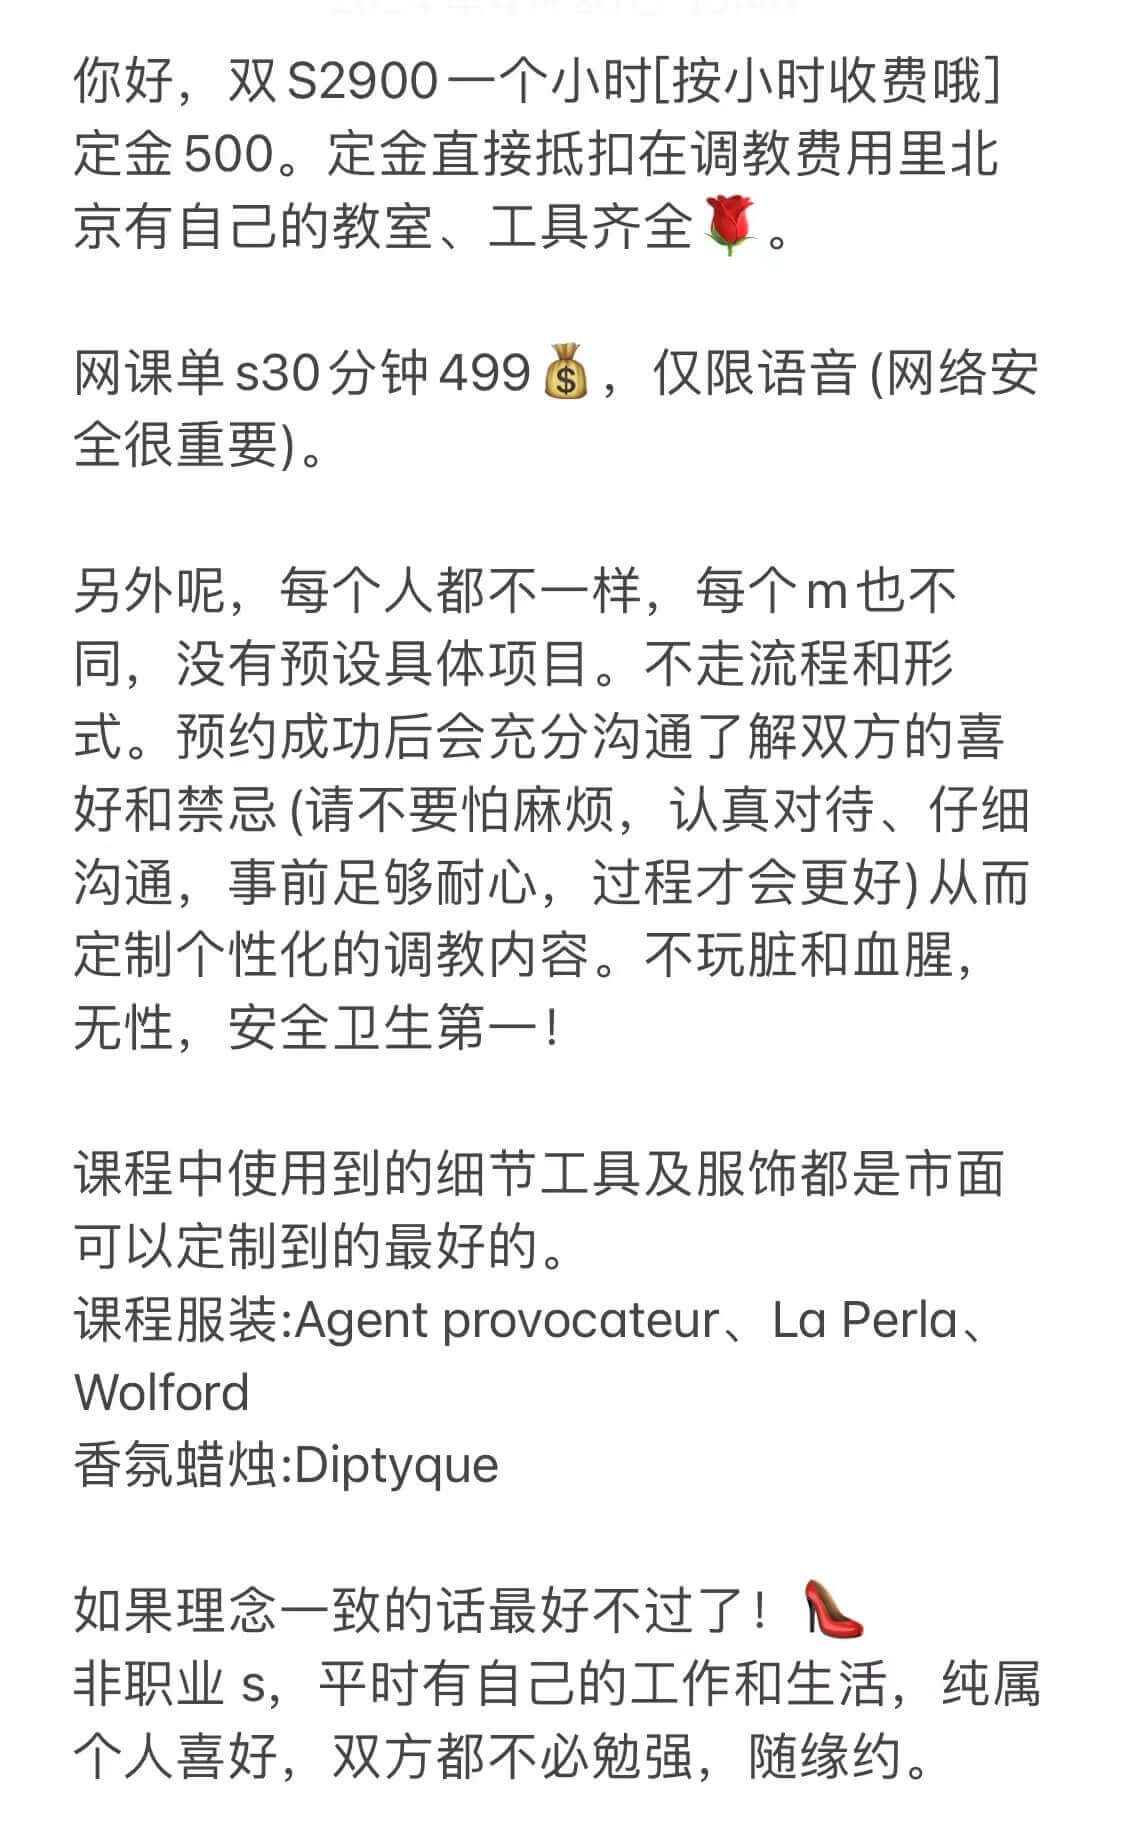 你好，双S2900一个小时[按小时收费哦]
定金500。定金直接抵扣在调教费用里北
京有自己的教室、工具齐全🌹。
网课单s30分钟499💰，仅限语音(网络安
全很重要)。
另外呢，每个人都不一样，每个m也不
同，没有预设具体项目。不走流程和形
式。预约成功后会充分沟通了解双方的喜
好和禁忌(请不要怕麻烦，认真对待、仔细
沟通，事前足够耐心，过程才会更好)从而
定制个性化的调教内容。不玩脏和血腥，
无性，安全卫生第一！
课程中使用到的细节工具及服饰都是市面
可以定制到的最好的。
课程服装:Agent provocateur、La Perla、
Wolford
香氛蜡烛:Diptyque
如果理念一致的话最好不过了！👠
非职业 s，平时有自己的工作和生活，纯属
个人喜好，双方都不必勉强，随缘约。